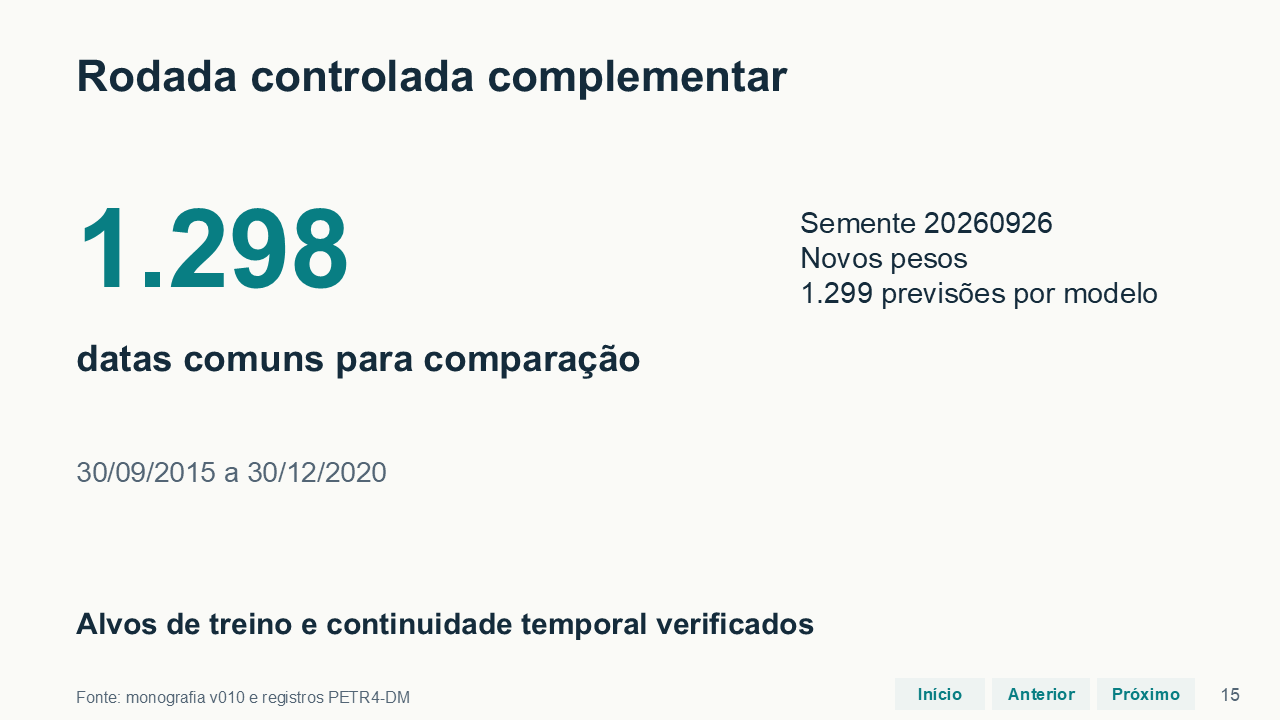 Rodada controlada complementar
1.298
datas comuns para comparação
30/09/2015 a 30/12/2020
Semente 20260926
Novos pesos
1.299 previsões por modelo
Alvos de treino e continuidade temporal verificados
Fonte: monografia v010 e registros PETR4-DM
Início
Anterior
Próximo
15